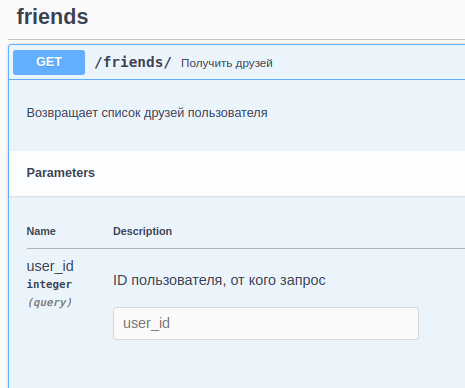 friends
GET /friends/ Получить друзей
Возвращает список друзей пользователя
Parameters
Name Description
user_id
integer
(query)
ID пользователя, от кого запрос
user_id